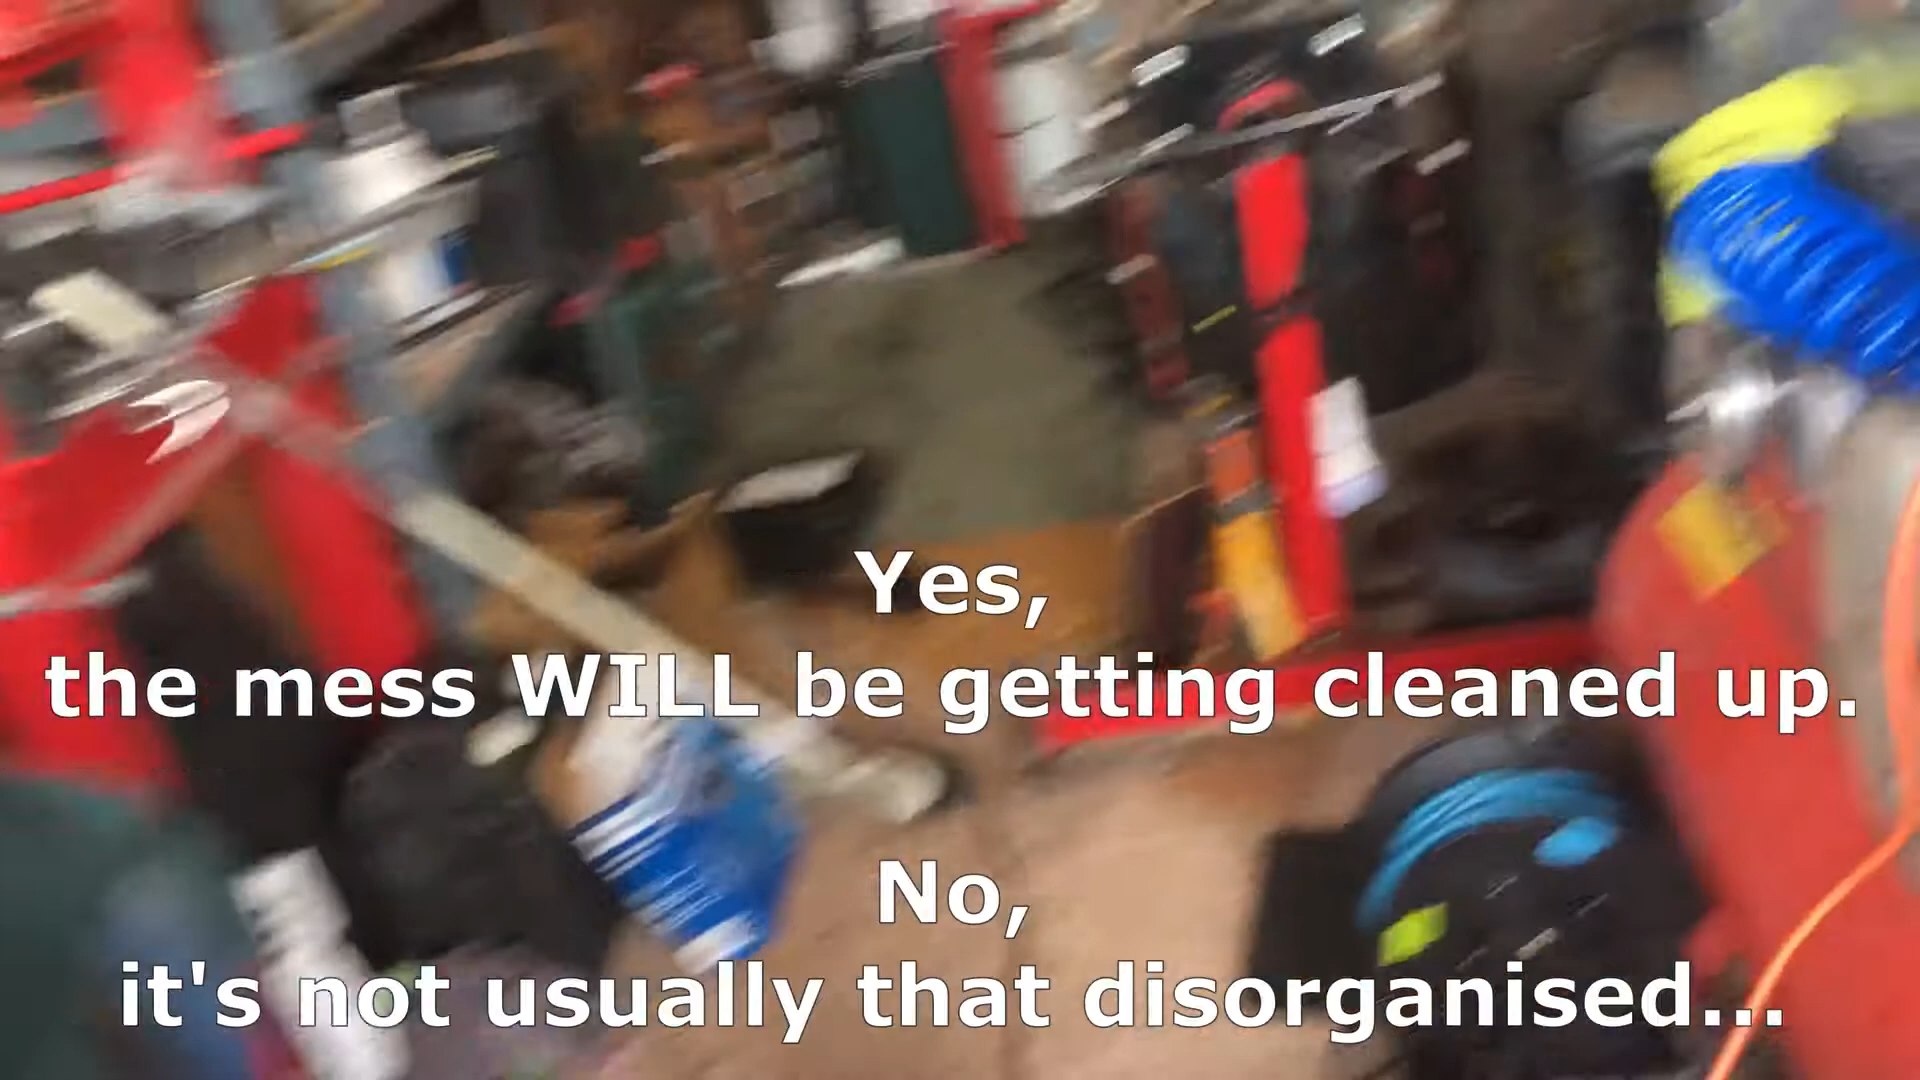 Yes,
the mess WILL be getting cleaned up.
No,
it's not usually that disorganised...